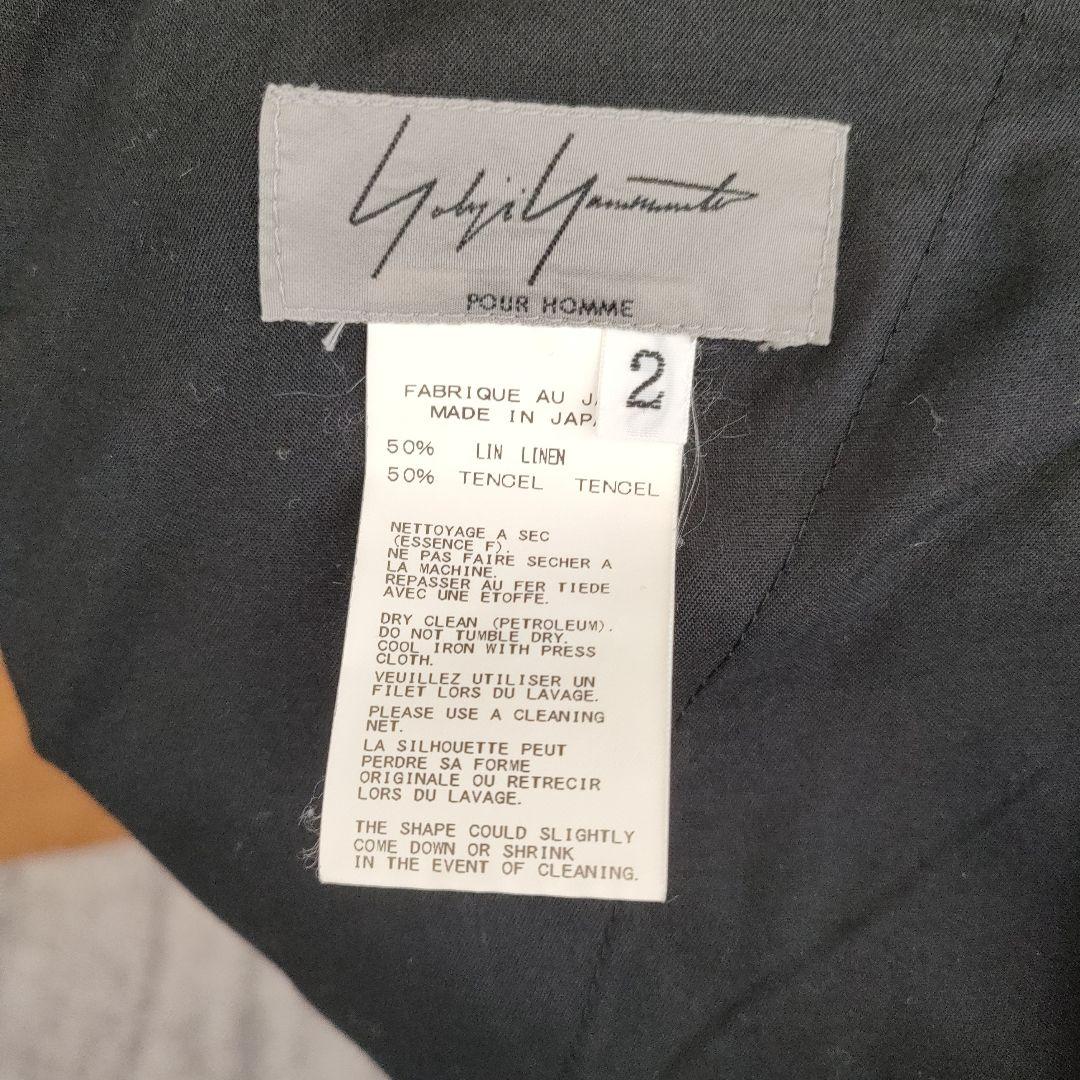 Yohji Yamamoto
POUR HOMME
2
FABRIQUE AU
MADE IN
50% LIN LINEN
50% TENCEL TENCEL
NETTOYAGE A SEC
(ESSENCE F).
NE PAS FAIRE SECHER A
LA MACHINE.
REPASSER AU FER TIEDE
AVEC UNE ETOFFE.
DRY CLEAN (PETROLEUM).
DO NOT TUMBLE DRY.
COOL IRON WITH PRESS
CLOTH.
VEUILLEZ UTILISER UN
FILET LORS DU LAVAGE.
PLEASE USE A CLEANING
NET.
LA SILHOUETTE PEUT
PERDRE SA FORME
ORIGINALE OU RETRECIR
LORS DU LAVAGE.
THE SHAPE COULD SLIGHTLY
COME DOWN OR SHRINK
IN THE EVENT OF CLEANING.